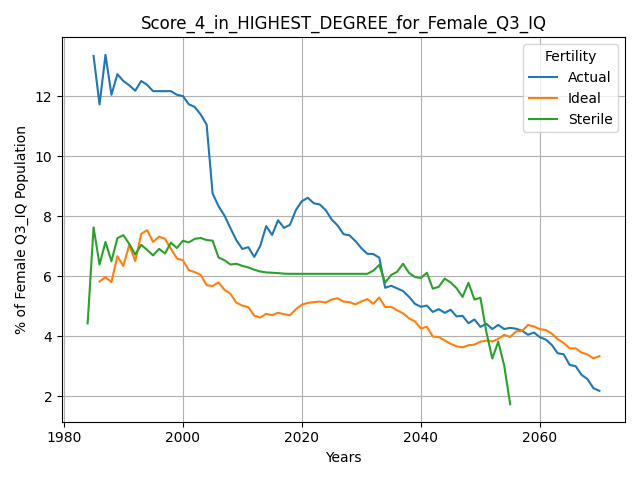 Score_4_in_HIGHEST_DEGREE_for_Female_Q3_IQ
Fertility
Actual
Ideal
Sterile
% of Female Q3_IQ Population
12
10
8
6
4
2
1980
2000
2020
2040
2060
Years